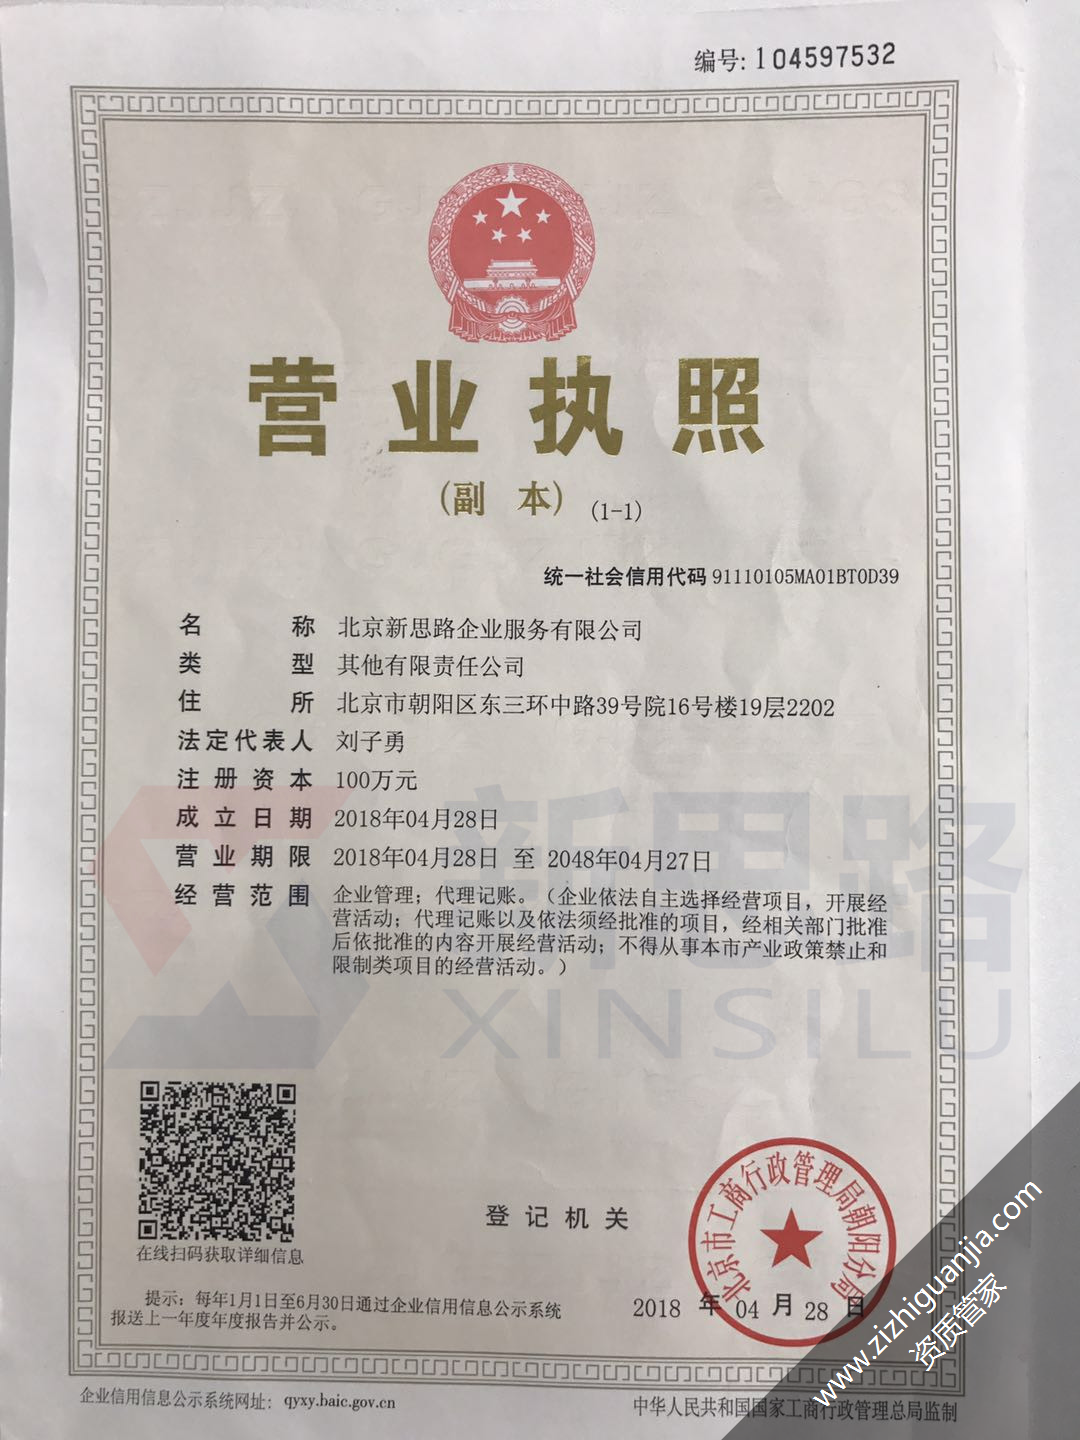 编号: 104597532
营业执照
(副 本) (1-1)
统一社会信用代码 91110105MA01BT0D39
名 称 北京新思路企业服务有限公司
类 型 其他有限责任公司
住 所 北京市朝阳区东三环中路39号院16号楼19层2202
法定代表人 刘子勇
注册资本 100万元
成立日期 2018年04月28日
营业期限 2018年04月28日 至 2048年04月27日
经营范围 企业管理；代理记账。（企业依法自主选择经营项目，开展经
营活动；代理记账以及依法须经批准的项目，经相关部门批准
后依批准的内容开展经营活动；不得从事本市产业政策禁止和
限制类项目的经营活动。）
新思路
XINSILU
在线扫码获取详细信息
登记机关
北京市工商行政管理局朝阳分局
2018 年 04 月 28 日
提示：每年1月1日至6月30日通过企业信用信息公示系统
报送上一年度年度报告并公示。
www.zizhiguanjia.com
资质管家
企业信用信息公示系统网址： qyxy.baic.gov.cn
中华人民共和国国家工商行政管理总局监制